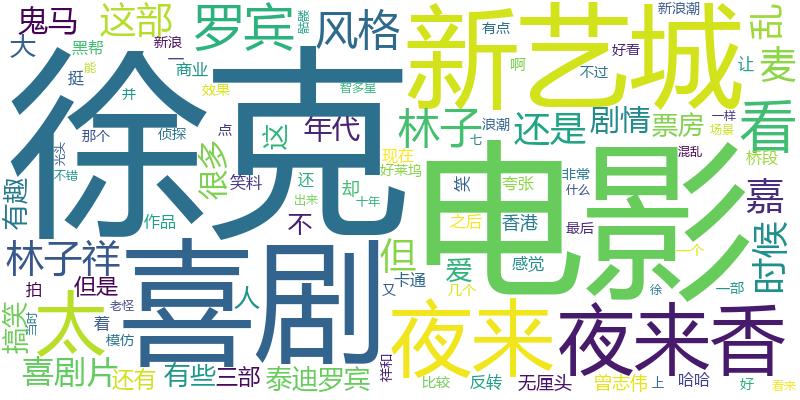 鬼马
这部
罗宾
风格
新艺城
新浪潮
乱
大
黑帮
新浪
一
有点
好看
挺
能
商业
智多星
啊
不过
让
麦
徐克
效果
并
那个
侦探
点
这
年代
林子
浪潮
七
还是
剧情
票房
一样
场景
看
光头
不错
很多
笑料
还
却
现在
好莱坞
笑
夸张
非常
什么
混乱
桥段
有趣
出来
十年
电影
嘉
作品
不
之后
香港
最后
林子祥
喜剧
但
爱
感觉
一个
时候
拍
但是
人
又
卡通
几个
徐
一部
搞笑
当时
太
老怪
着
模仿
夜来
夜来香
喜剧片
还有
有些
三部
泰迪罗宾
祥和
比较
反转
无厘头
曾志伟
上
哈哈
好
看来